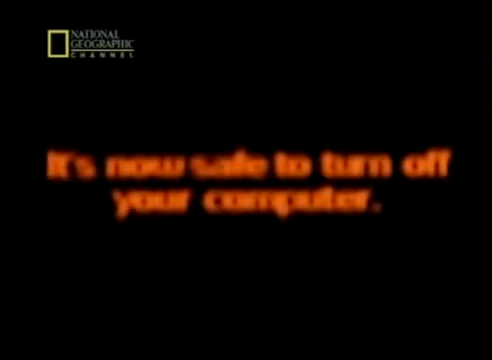 NATIONAL
GEOGRAPHIC
CHANNEL
It's now safe to turn off
your computer.